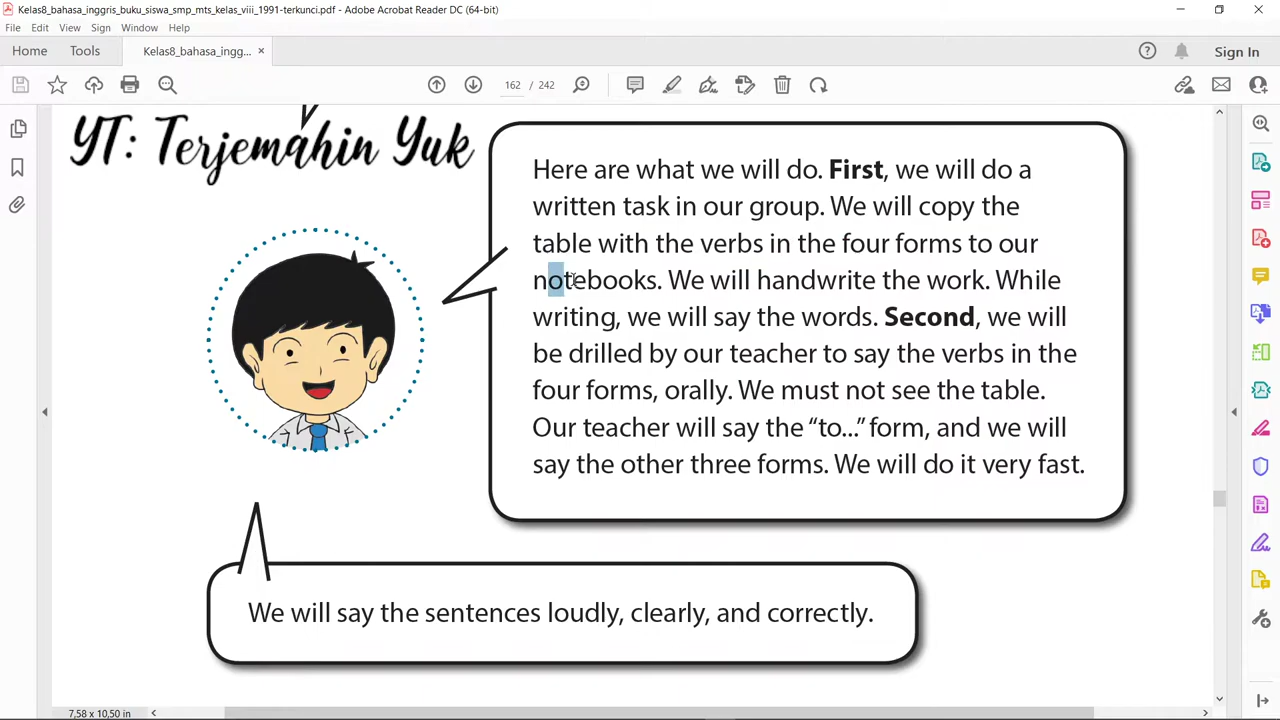 Kelas8_bahasa_inggris_buku_siswa_smp_mts_kelas_viii_1991-terkunci.pdf - Adobe Acrobat Reader DC (64-bit)
File Edit View Sign Window Help
Home Tools Kelas8_bahasa_ingg... × Sign In
162 / 242
YT: Terjemahin Yuk
Here are what we will do. First, we will do a
written task in our group. We will copy the
table with the verbs in the four forms to our
notebooks. We will handwrite the work. While
writing, we will say the words. Second, we will
be drilled by our teacher to say the verbs in the
four forms, orally. We must not see the table.
Our teacher will say the “to...” form, and we will
say the other three forms. We will do it very fast.
We will say the sentences loudly, clearly, and correctly.
7,58 x 10,50 in